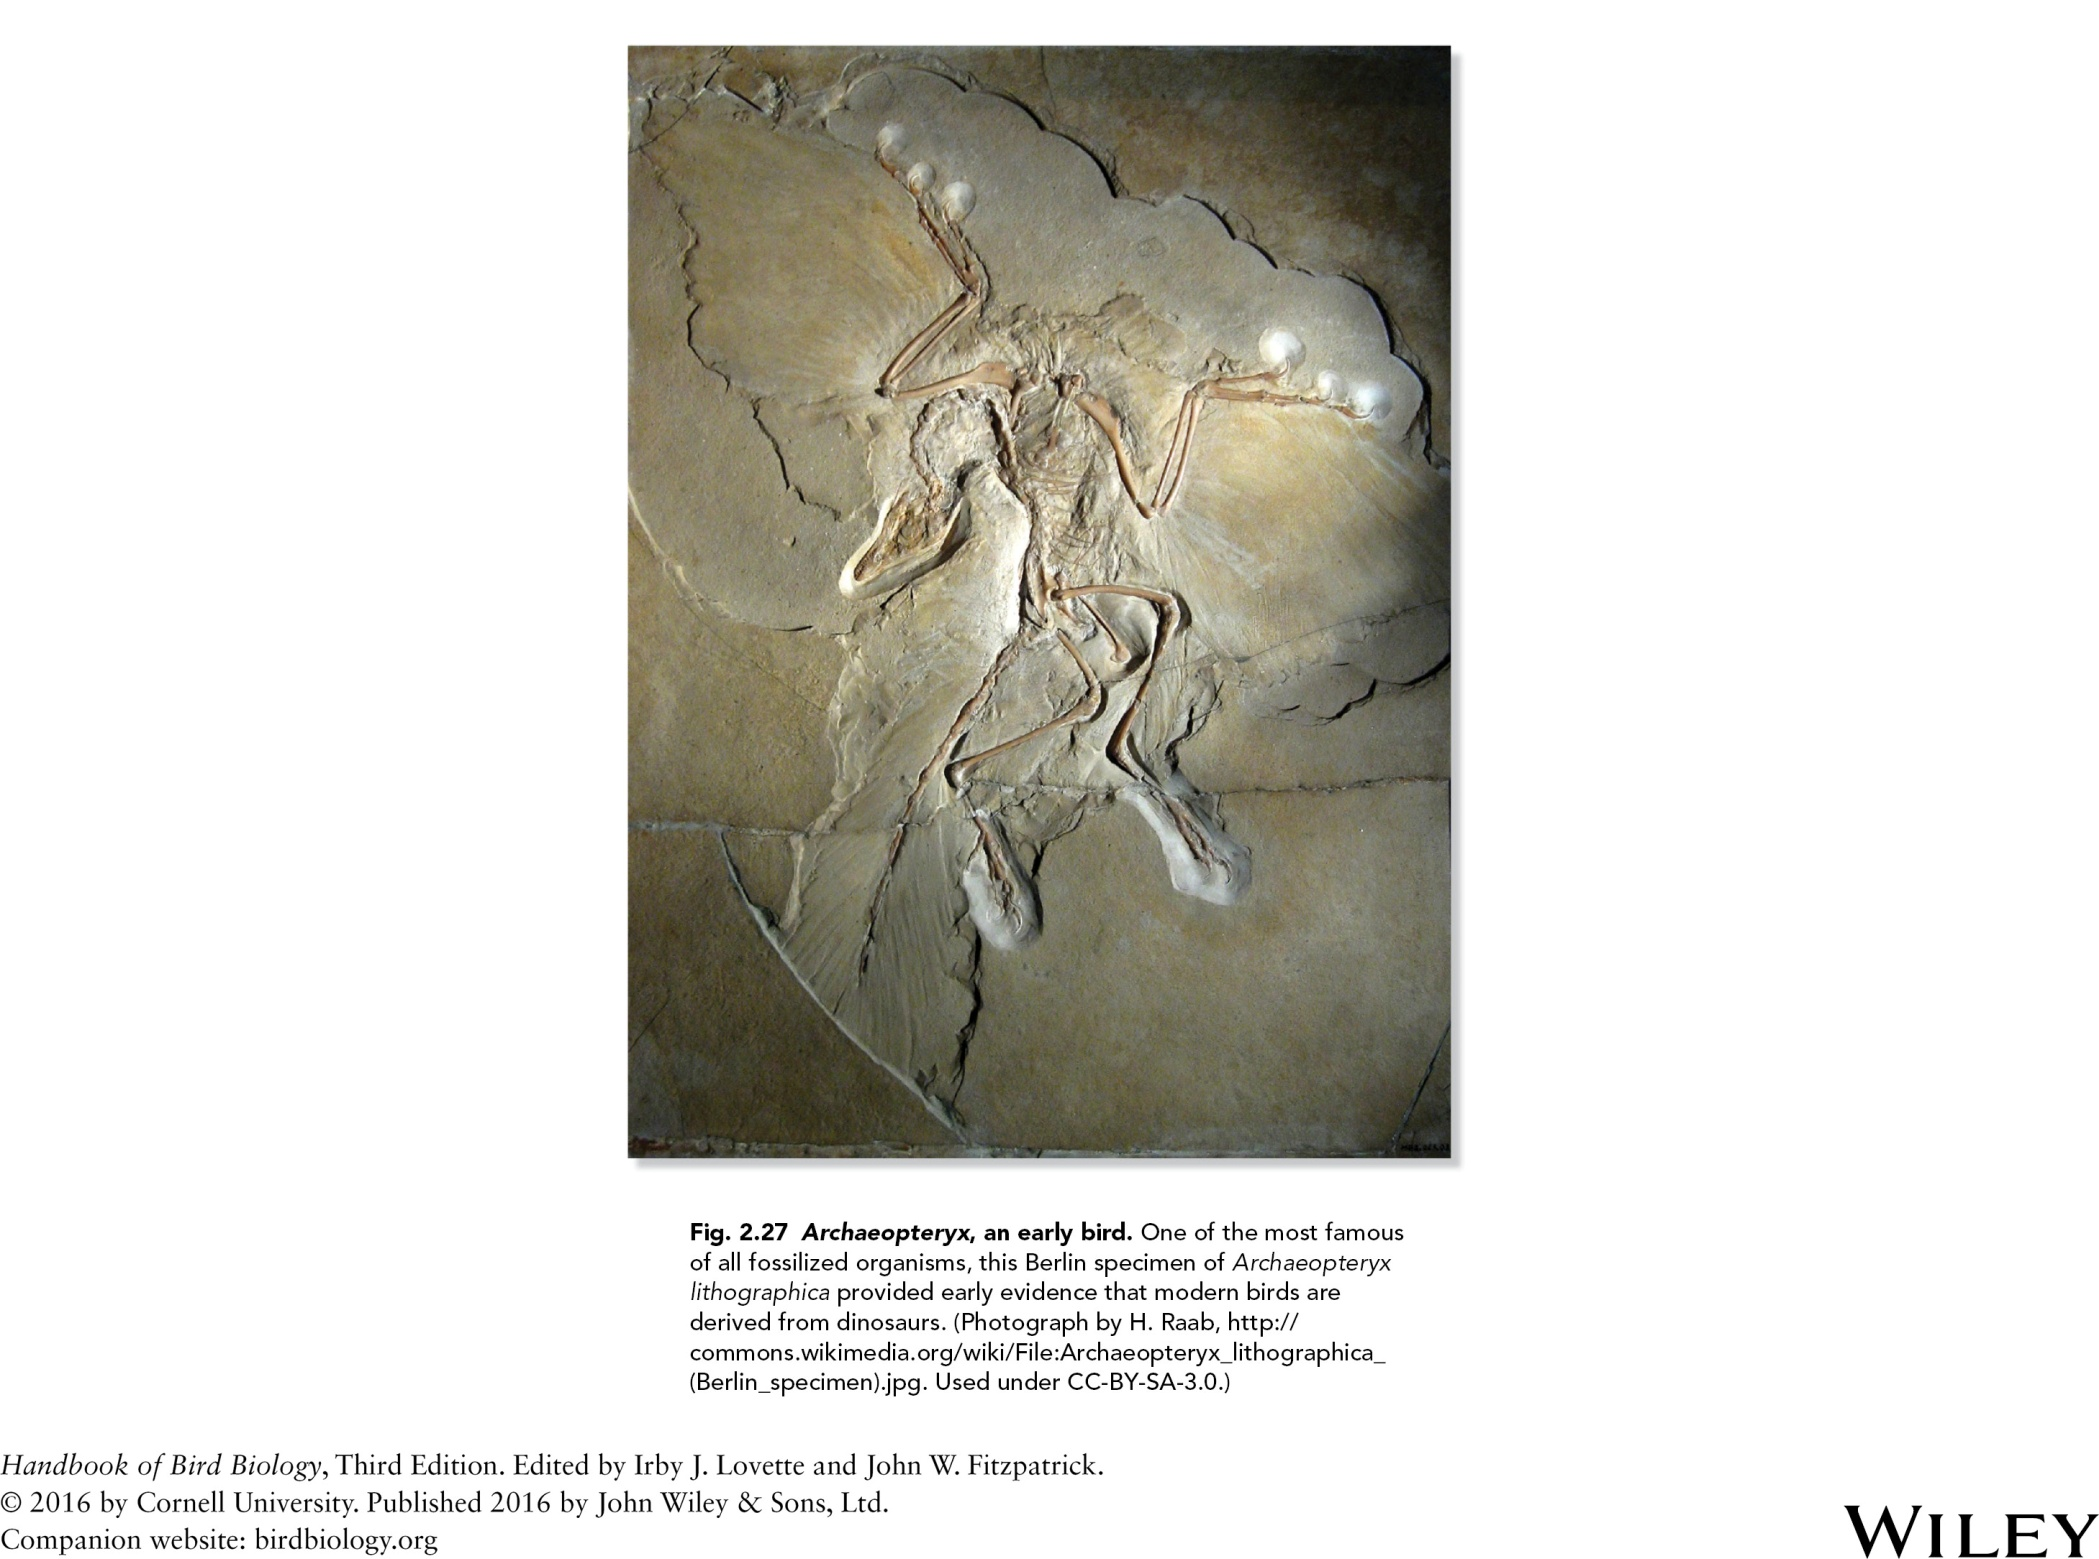 Fig. 2.27 Archaeopteryx, an early bird. One of the most famous
of all fossilized organisms, this Berlin specimen of Archaeopteryx
lithographica provided early evidence that modern birds are
derived from dinosaurs. (Photograph by H. Raab, http://
commons.wikimedia.org/wiki/File:Archaeopteryx_lithographica_
(Berlin_specimen).jpg. Used under CC-BY-SA-3.0.)
Handbook of Bird Biology, Third Edition. Edited by Irby J. Lovette and John W. Fitzpatrick.
© 2016 by Cornell University. Published 2016 by John Wiley & Sons, Ltd.
Companion website: birdbiology.org
WILEY